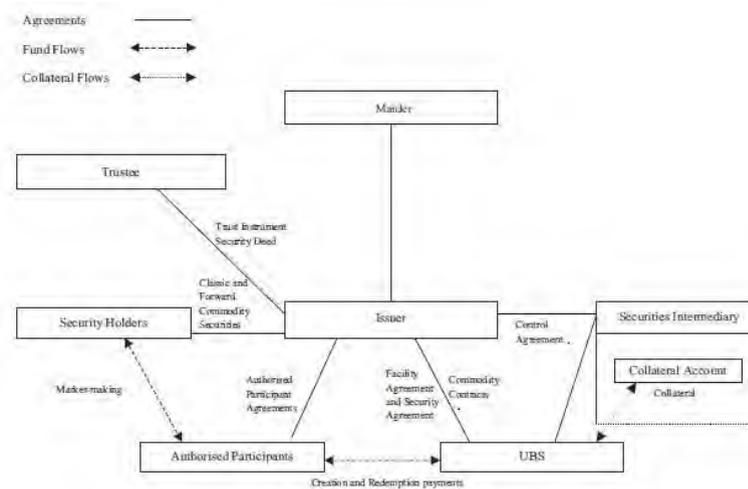 Agreements
Fund Flows
Collateral Flows
Manler
Trustee
Trust Instrument
Security Deed
Classic and
Forward
Commodity
Securities
Security Holders
Issuer
Securities Intermediary
Control
Agreement
Collateral Account
Collateral
Market-making
Authorised
Participant
Agreements
Facility
Agreement
and Security
Agreement
Commodity
Contracts
Authorised Participants
UBS
Creation and Redemption payments